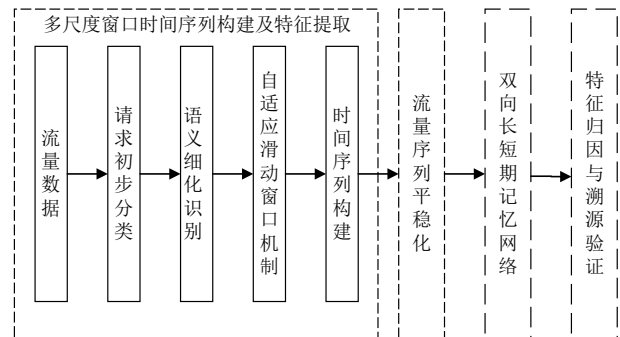 多尺度窗口时间序列构建及特征提取
流量数据
请求初步分类
语义细化识别
自适应滑动窗口机制
时间序列构建
流量序列平稳化
双向长短期记忆网络
特征归因与溯源验证